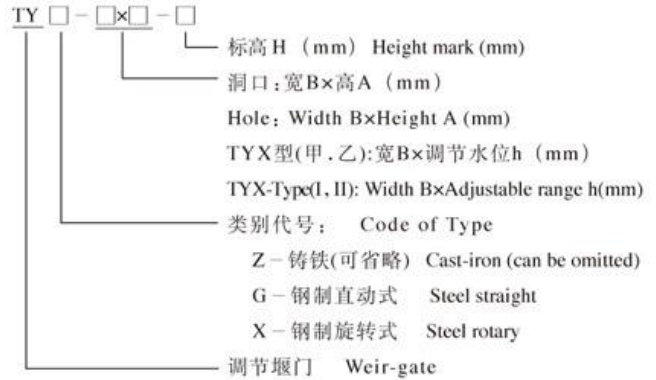 TY □－□×□－□
标高 H （mm） Height mark (mm)
洞口：宽B×高A （mm）
Hole：Width B×Height A (mm)
TYX型(甲.乙):宽B×调节水位h（mm）
TYX-Type(I, II): Width B×Adjustable range h(mm)
类别代号： Code of Type
Z－铸铁(可省略) Cast-iron (can be omitted)
G－钢制直动式 Steel straight
X－钢制旋转式 Steel rotary
调节堰门 Weir-gate